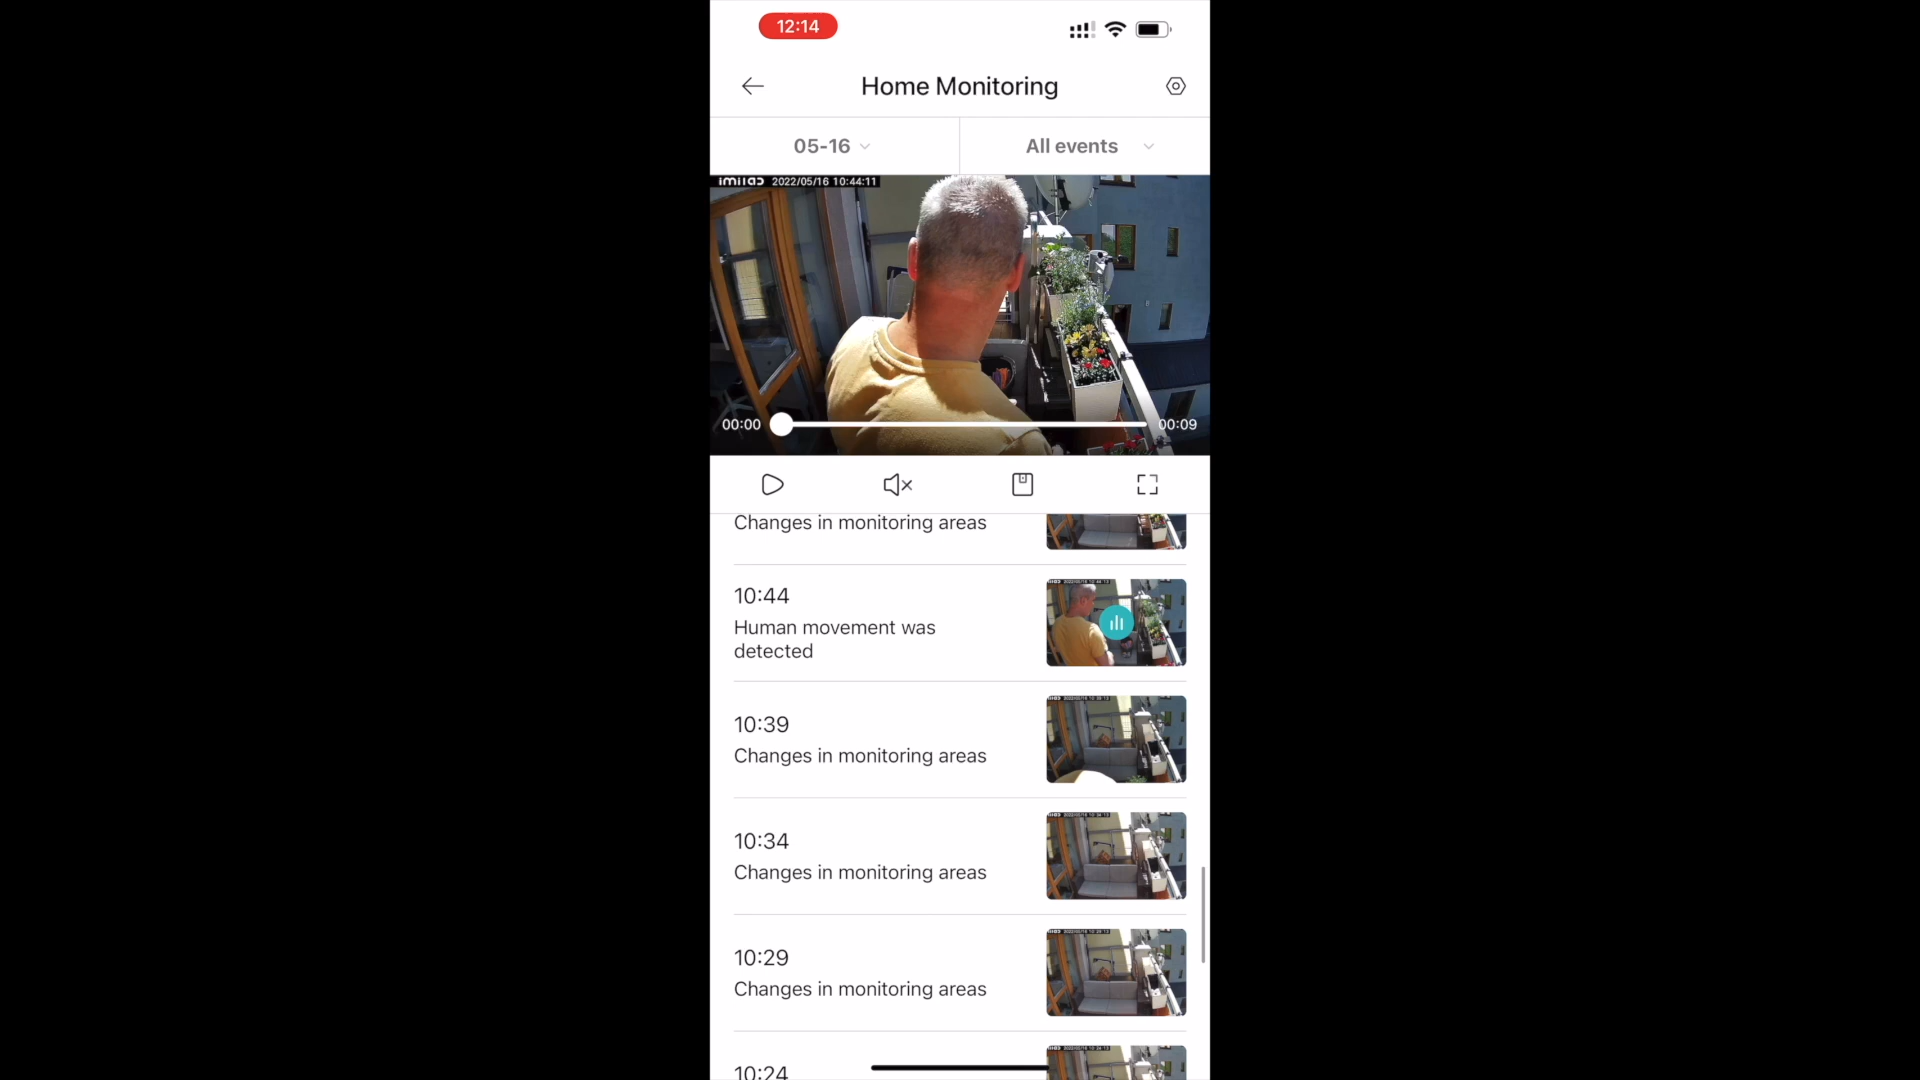 12:14
Home Monitoring
05-16
All events
imilab 2022/05/16 10:44:11
00:00
00:09
Changes in monitoring areas
10:44
Human movement was
detected
10:39
Changes in monitoring areas
10:34
Changes in monitoring areas
10:29
Changes in monitoring areas
10:24